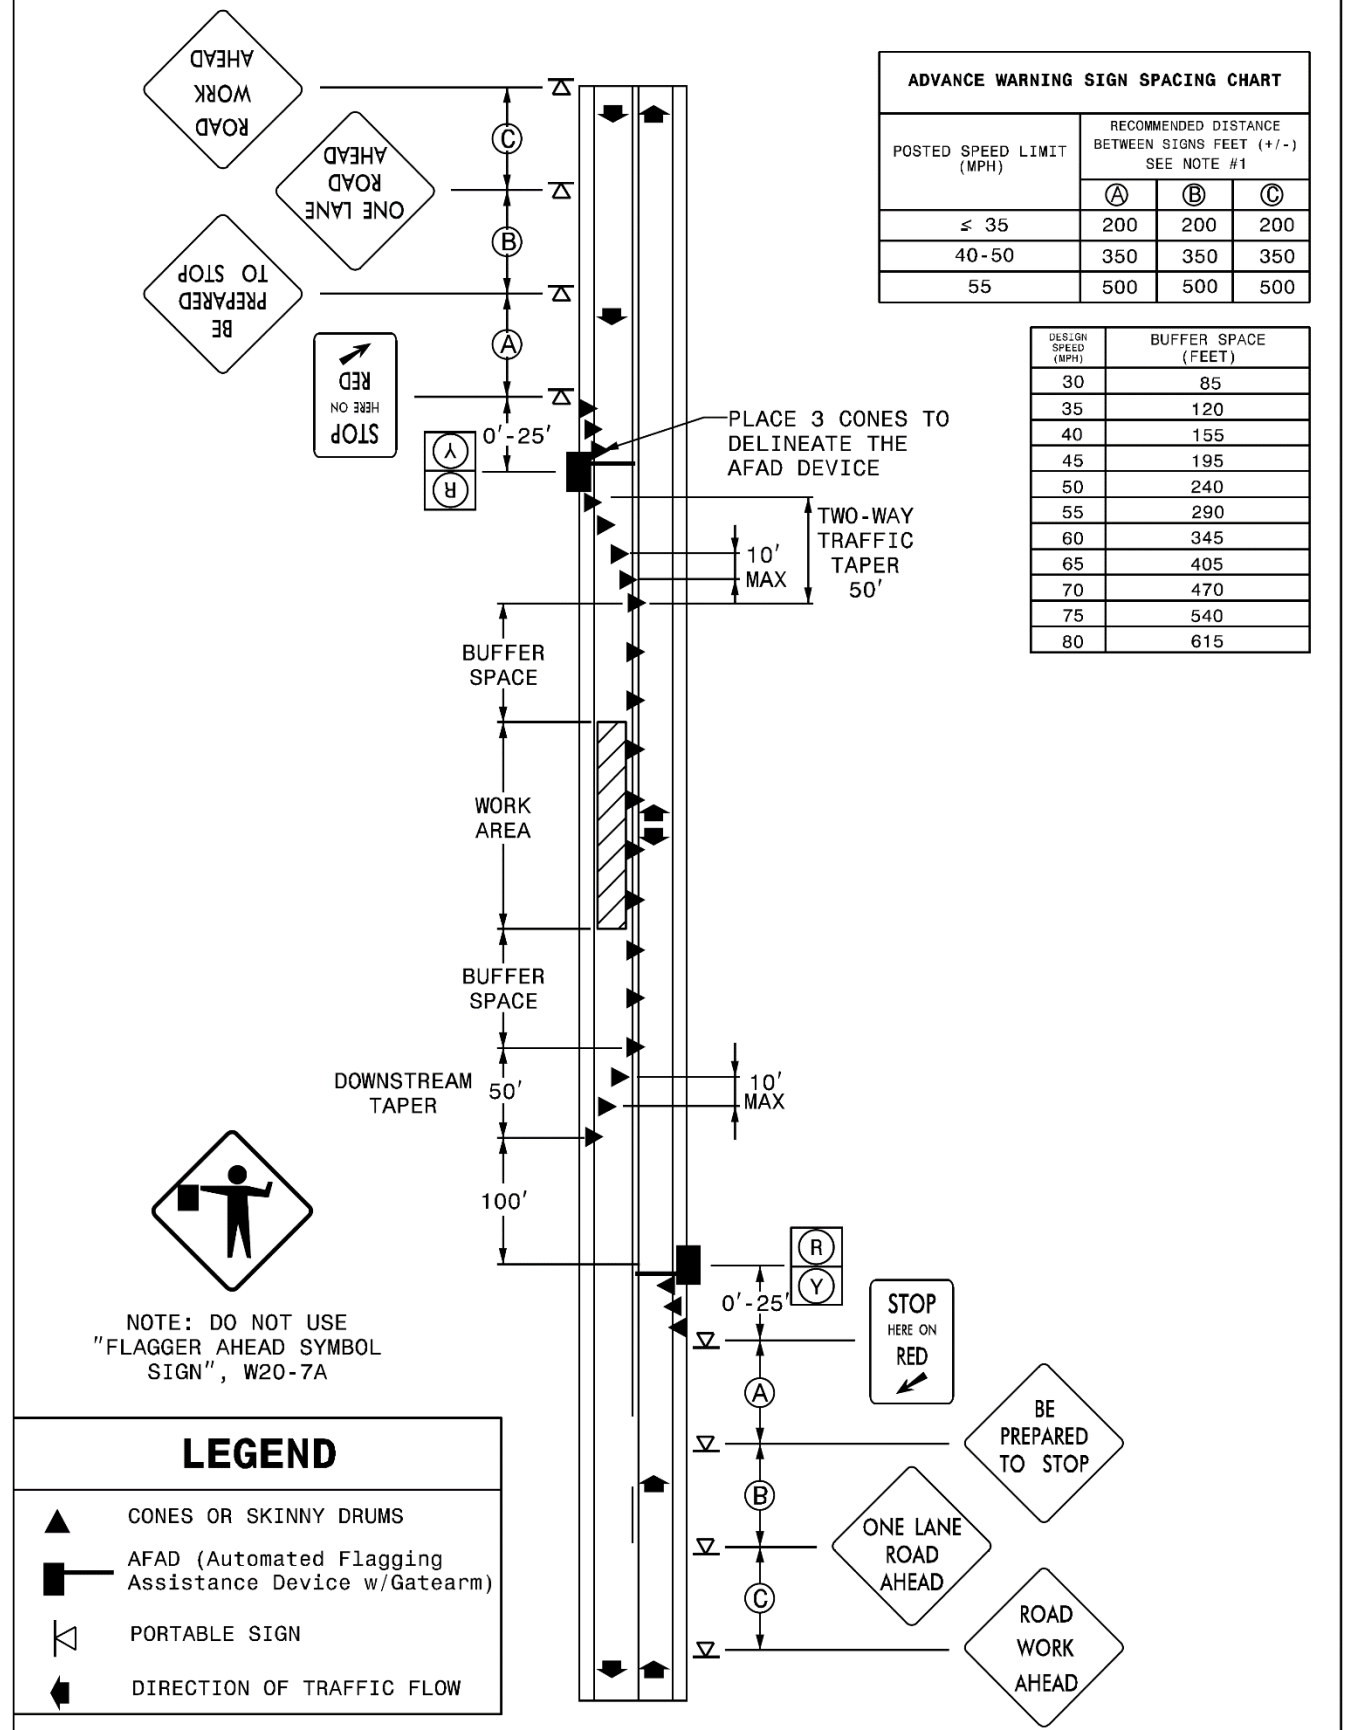 ROAD
WORK
AHEAD
ONE LANE
ROAD
AHEAD
BE
PREPARED
TO STOP
STOP
HERE ON
RED
C
B
A
0'-25'
Y
R
ADVANCE WARNING SIGN SPACING CHART
POSTED SPEED LIMIT
(MPH)
RECOMMENDED DISTANCE
BETWEEN SIGNS FEET (+/-)
SEE NOTE #1
A B C
≤ 35 200 200 200
40-50 350 350 350
55 500 500 500
DESIGN
SPEED
(MPH)
BUFFER SPACE
(FEET)
30 85
35 120
40 155
45 195
50 240
55 290
60 345
65 405
70 470
75 540
80 615
PLACE 3 CONES TO
DELINEATE THE
AFAD DEVICE
TWO-WAY
TRAFFIC
TAPER
50'
10'
MAX
BUFFER
SPACE
WORK
AREA
BUFFER
SPACE
DOWNSTREAM
TAPER
50'
10'
MAX
100'
R
Y
0'-25'
STOP
HERE ON
RED
A
B
C
BE
PREPARED
TO STOP
ONE LANE
ROAD
AHEAD
ROAD
WORK
AHEAD
NOTE: DO NOT USE
"FLAGGER AHEAD SYMBOL
SIGN", W20-7A
LEGEND
CONES OR SKINNY DRUMS
AFAD (Automated Flagging
Assistance Device w/Gatearm)
PORTABLE SIGN
DIRECTION OF TRAFFIC FLOW